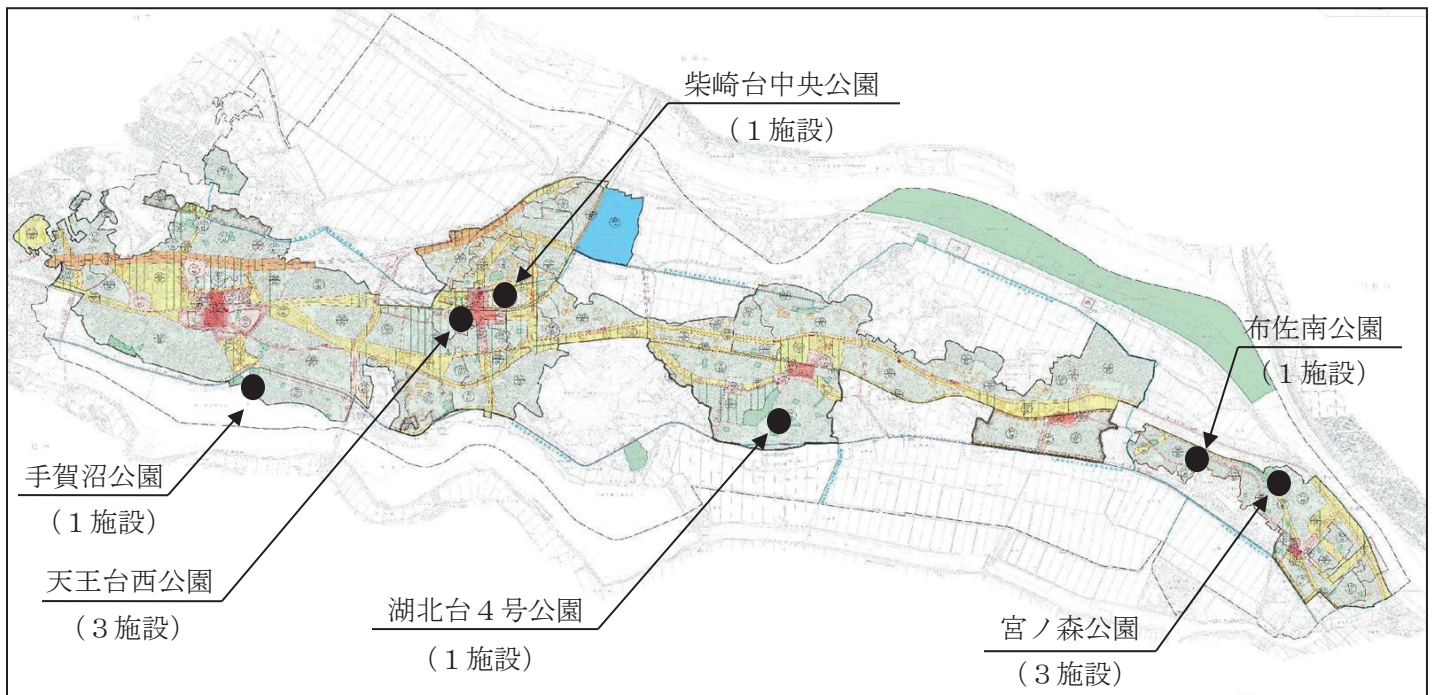 柴崎台中央公園
（１施設）
布佐南公園
（１施設）
手賀沼公園
（１施設）
天王台西公園
（３施設）
湖北台４号公園
（１施設）
宮ノ森公園
（３施設）